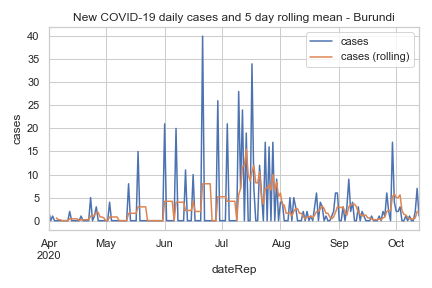 New COVID-19 daily cases and 5 day rolling mean - Burundi
cases
cases (rolling)
40
35
30
25
20
15
10
5
0
cases
Apr
2020
May
Jun
Jul
Aug
Sep
Oct
dateRep